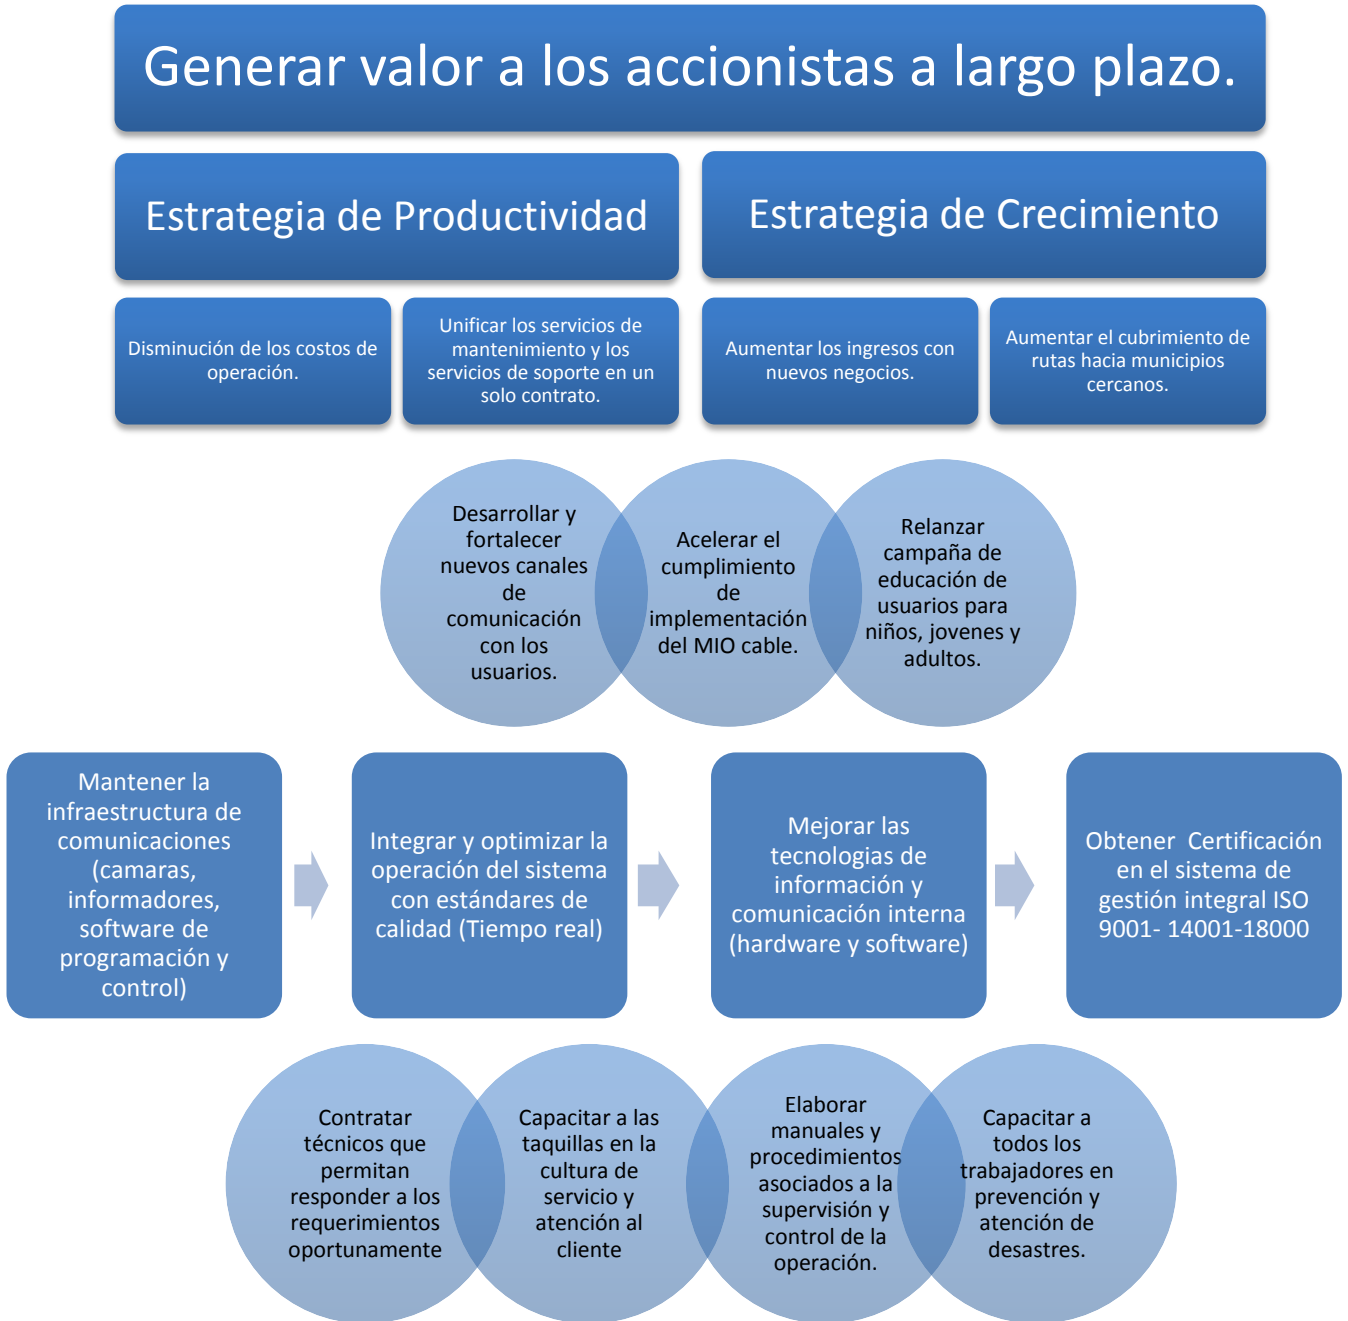 Generar valor a los accionistas a largo plazo.
Estrategia de Productividad
Estrategia de Crecimiento
Disminución de los costos de
operación.
Unificar los servicios de
mantenimiento y los
servicios de soporte en un
solo contrato.
Aumentar los ingresos con
nuevos negocios.
Aumentar el cubrimiento de
rutas hacia municipios
cercanos.
Desarrollar y
fortalecer
nuevos canales
de
comunicación
con los
usuarios.
Acelerar el
cumplimiento
de
implementación
del MIO cable.
Relanzar
campaña de
educación de
usuarios para
niños, jovenes y
adultos.
Mantener la
infraestructura de
comunicaciones
(camaras,
informadores,
software de
programación y
control)
Integrar y optimizar la
operación del sistema
con estándares de
calidad (Tiempo real)
Mejorar las
tecnologias de
información y
comunicación interna
(hardware y software)
Obtener  Certificación
en el sistema de
gestión integral ISO
9001- 14001-18000
Contratar
técnicos que
permitan
responder a los
requerimientos
oportunamente
Capacitar a las
taquillas en la
cultura de
servicio y
atención al
cliente
Elaborar
manuales y
procedimientos
asociados a la
supervisión y
control de la
operación.
Capacitar a
todos los
trabajadores en
prevención y
atención de
desastres.